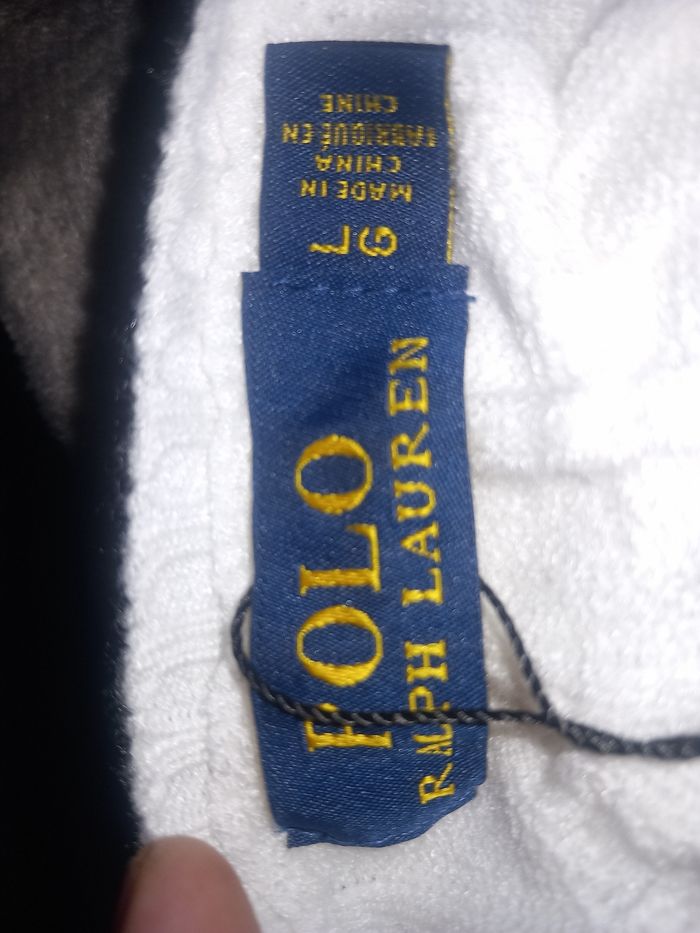 POLO
RALPH LAUREN
MADE IN
CHINA
FABRIQUÉ EN
CHINE